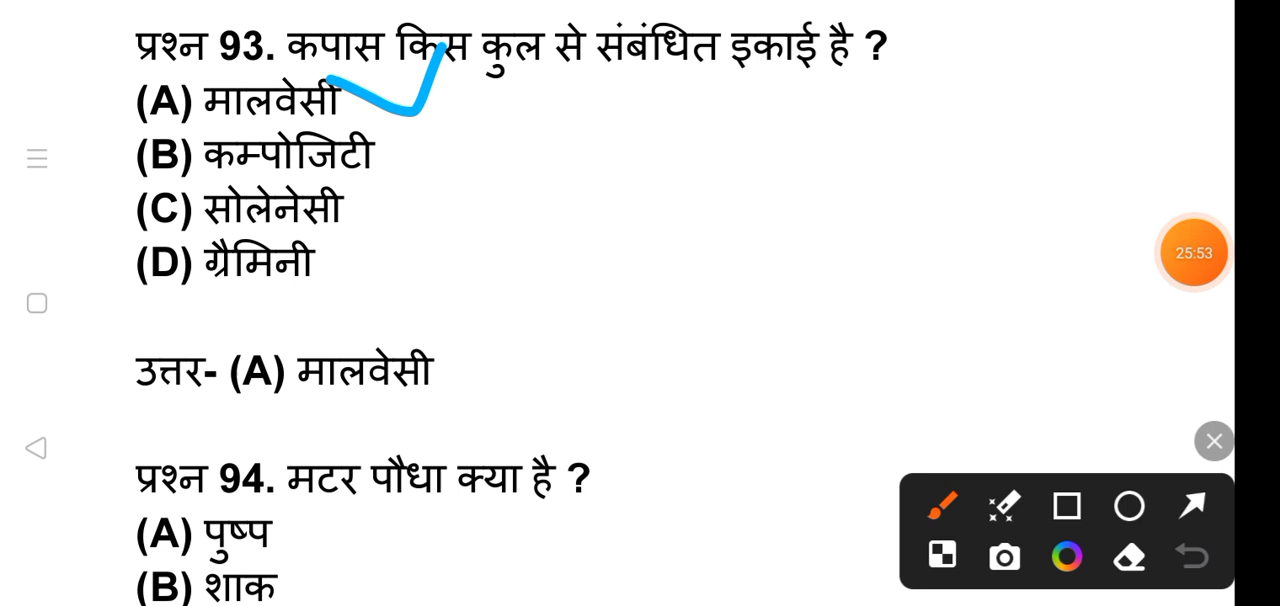 प्रश्न 93. कपास किस कुल से संबंधित इकाई है ?
(A) मालवेसी
(B) कम्पोजिटी
(C) सोलेनेसी
(D) ग्रैमिनी
25:53
उत्तर- (A) मालवेसी
प्रश्न 94. मटर पौधा क्या है ?
(A) पुष्प
(B) शाक